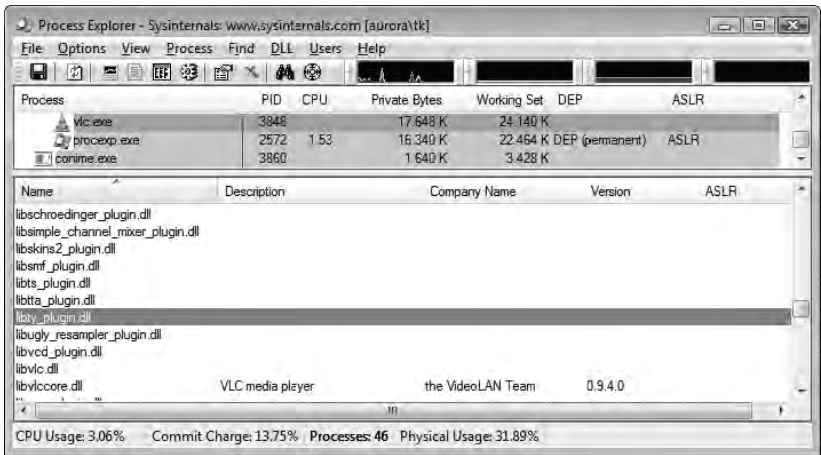 Process Explorer - Sysinternals: www.sysinternals.com [aurora\tk]
File Options View Process Find DLL Users Help
Process PID CPU Private Bytes Working Set DEP ASLR
vlc.exe 3848 17.648 K 24.140 K
procexp.exe 2572 1.53 16.340 K 22.464 K DEP (permanent) ASLR
conime.exe 3860 1.640 K 3.428 K
Name Description Company Name Version ASLR
libschroedinger_plugin.dll
libsimple_channel_mixer_plugin.dll
libskins2_plugin.dll
libsmf_plugin.dll
libts_plugin.dll
libtta_plugin.dll
libty_plugin.dll
libugly_resampler_plugin.dll
libvcd_plugin.dll
libvlc.dll
libvlccore.dll VLC media player the VideoLAN Team 0.9.4.0
CPU Usage: 3.06% Commit Charge: 13.75% Processes: 46 Physical Usage: 31.89%